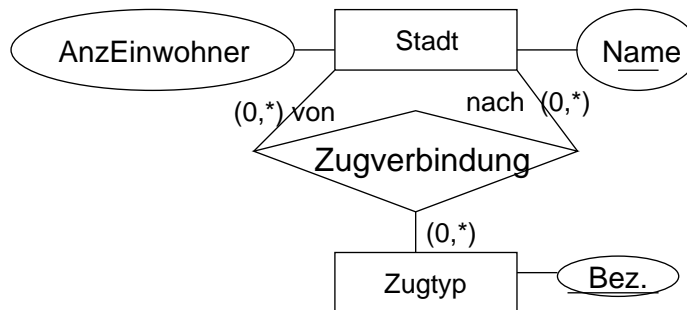 AnzEinwohner
Stadt
Name
(0,*) von
nach (0,*)
Zugverbindung
(0,*)
Zugtyp
Bez.